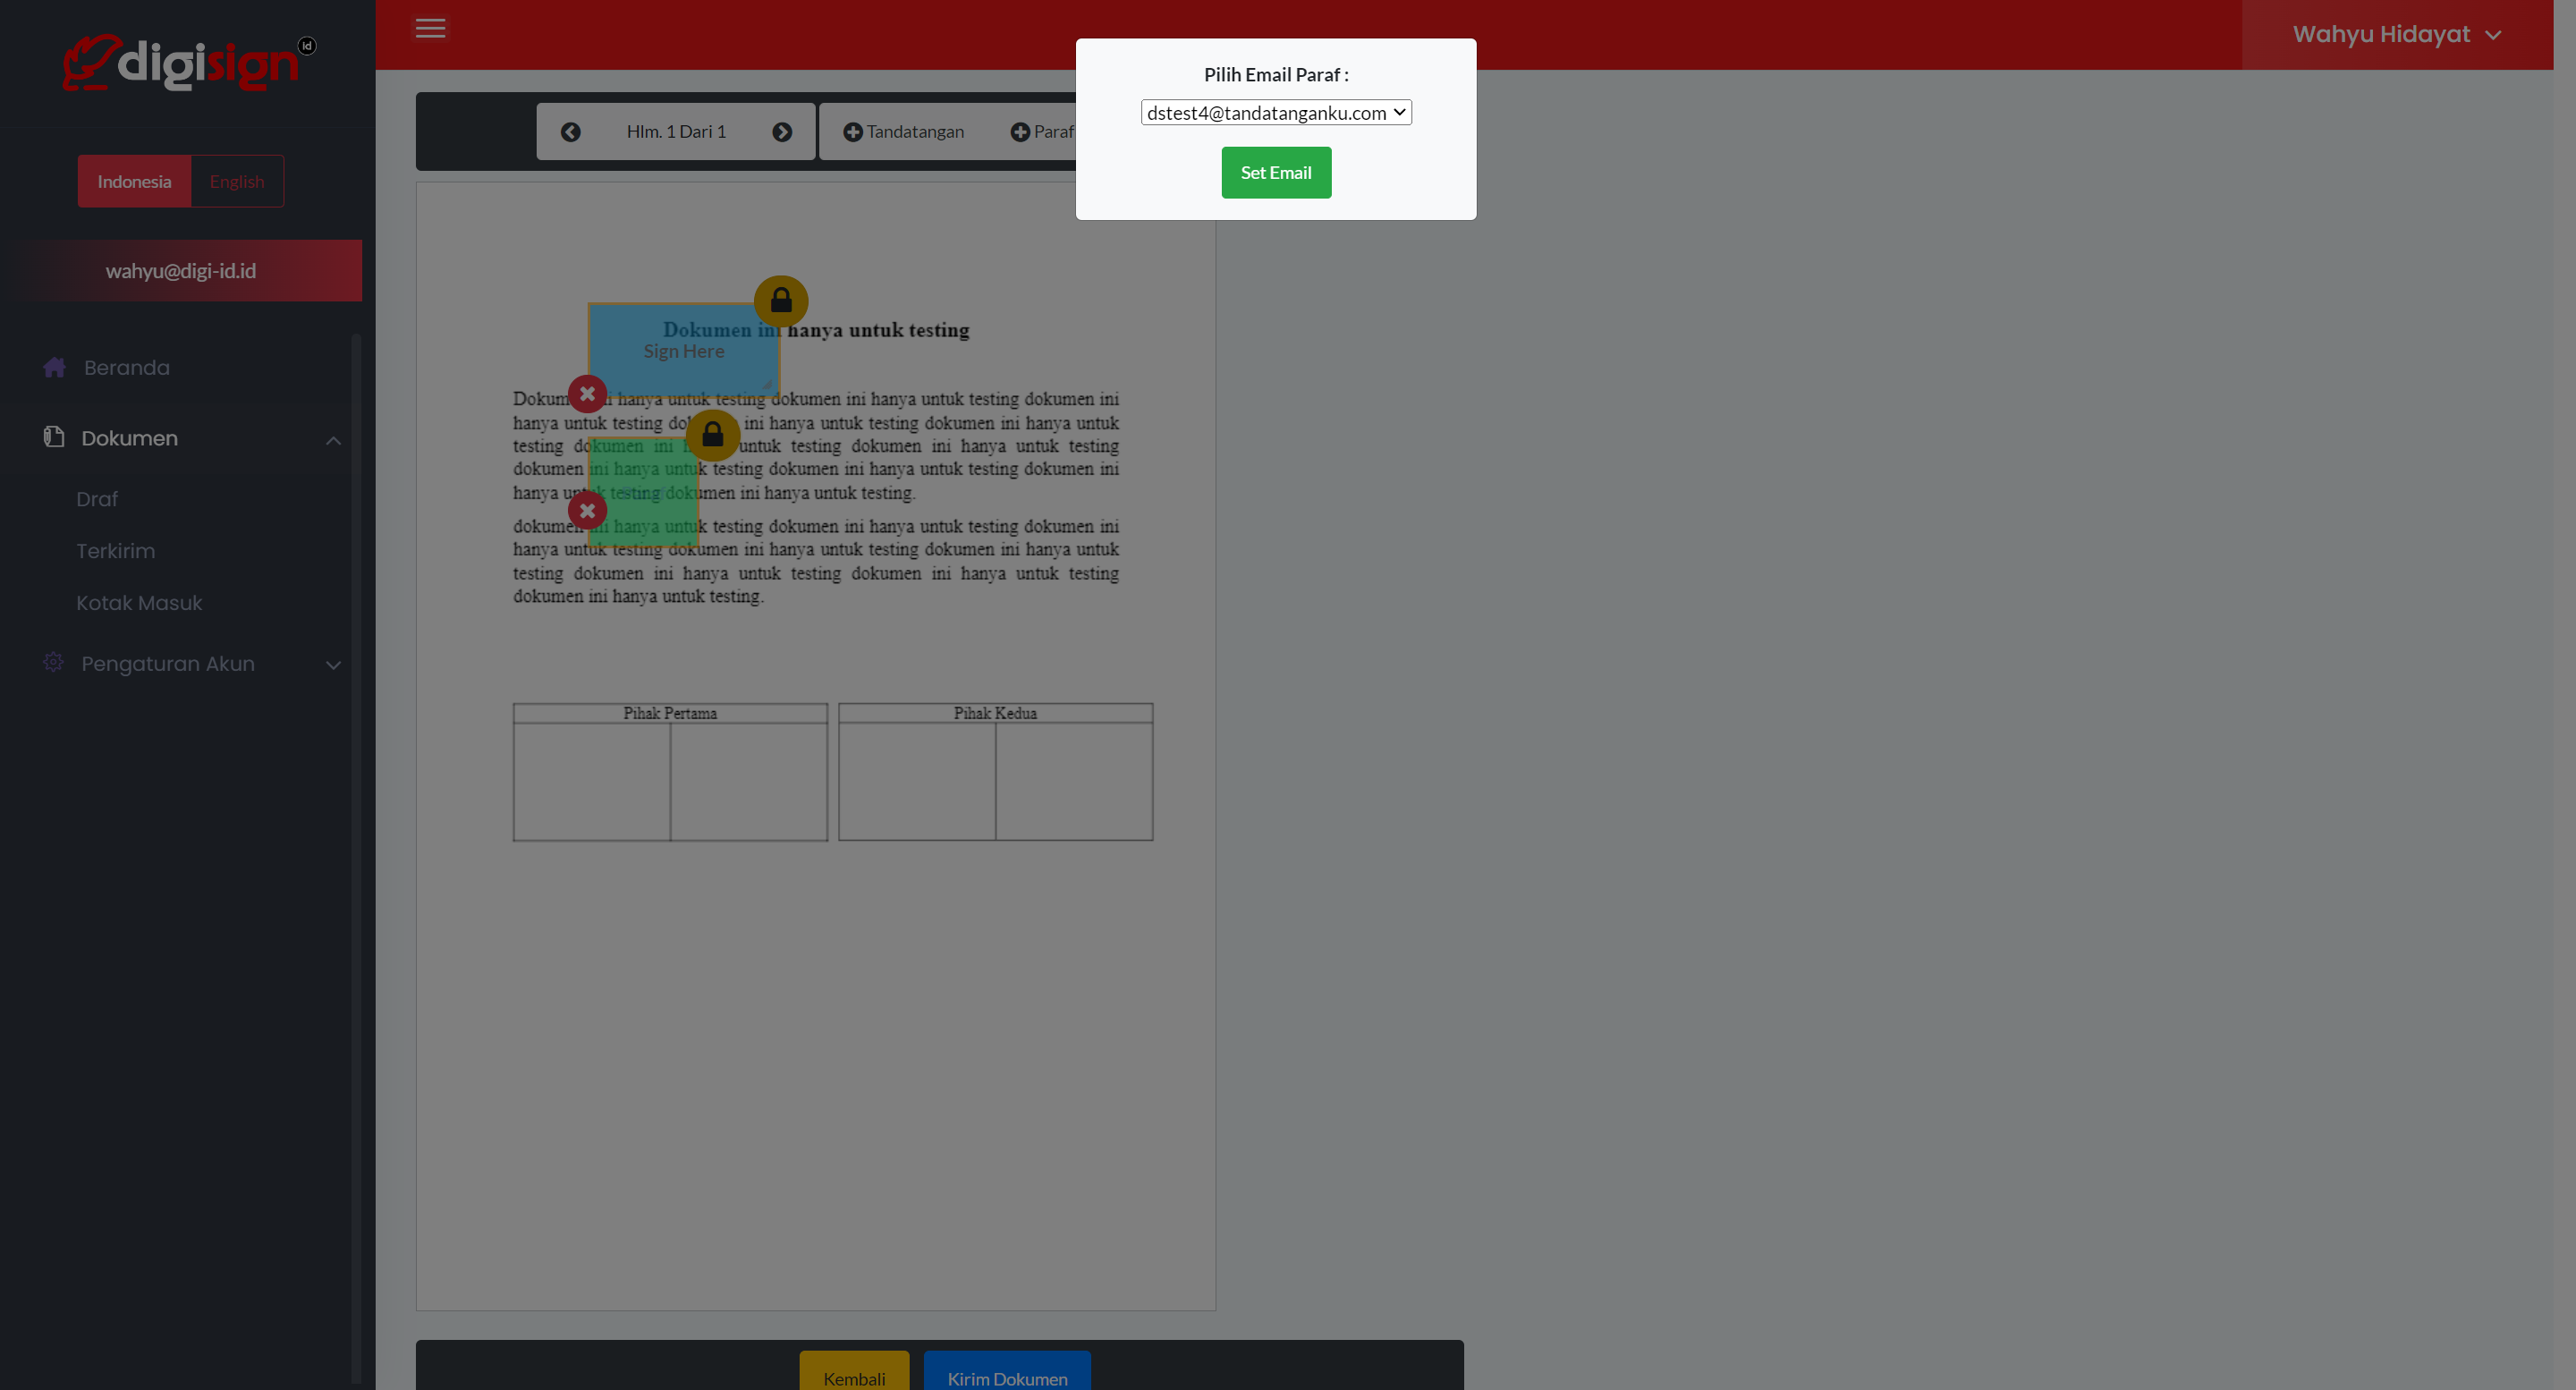 digisign id
Indonesia English
wahyu@digi-id.id
Beranda
Dokumen
Draf
Terkirim
Kotak Masuk
Pengaturan Akun
Wahyu Hidayat
Pilih Email Paraf :
dstest4@tandatanganku.com
Set Email
Hlm. 1 Dari 1
Tandatangan
Paraf
Dokumen ini hanya untuk testing
Sign Here
hanya untuk testing dokumen ini hanya untuk testing dokumen ini
hanya untuk testing ini hanya untuk testing dokumen ini hanya untuk
testing dokumen ini untuk testing dokumen ini hanya untuk testing
dokumen ini hanya untuk testing dokumen ini hanya untuk testing dokumen ini
hanya untuk testing dokumen ini hanya untuk testing.
dokumen ini hanya untuk testing dokumen ini hanya untuk testing dokumen ini
hanya untuk testing dokumen ini hanya untuk testing dokumen ini hanya untuk
testing dokumen ini hanya untuk testing dokumen ini hanya untuk testing
dokumen ini hanya untuk testing.
Pihak Pertama
Pihak Kedua
Kembali
Kirim Dokumen